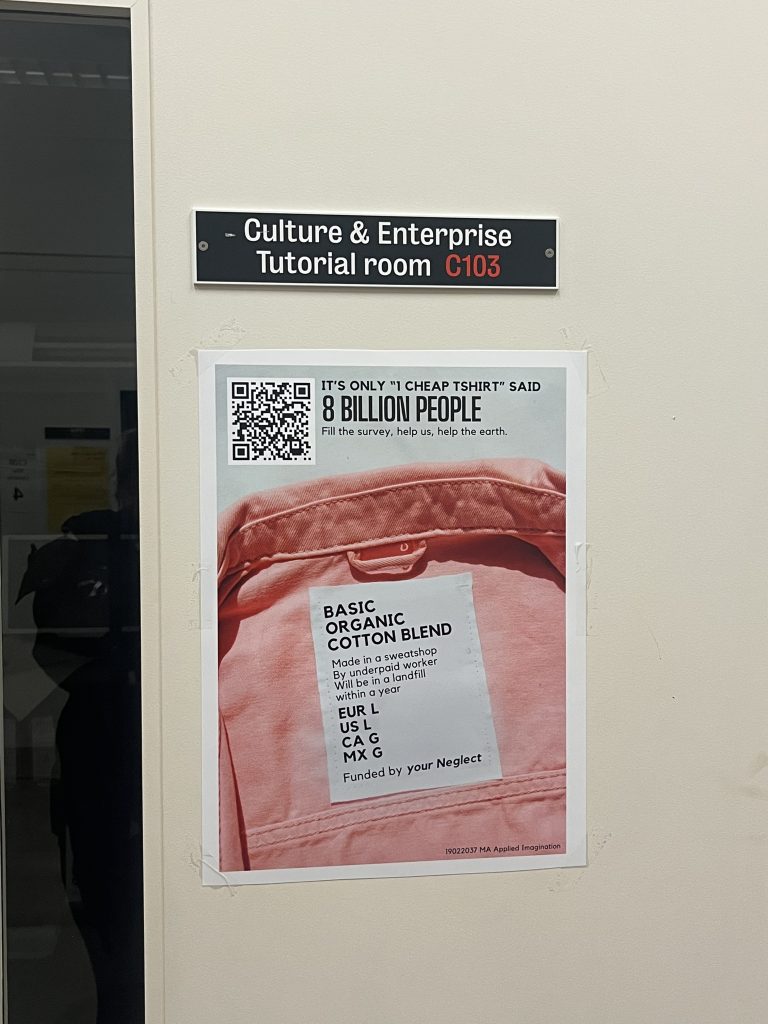 Culture & Enterprise
Tutorial room C103
IT'S ONLY "1 CHEAP TSHIRT" SAID
8 BILLION PEOPLE
Fill the survey, help us, help the earth.
BASIC
ORGANIC
COTTON BLEND
Made in a sweatshop
By underpaid worker
Will be in a landfill
within a year
EUR L
US L
CA G
MX G
Funded by your Neglect
19022037 MA Applied Imagination